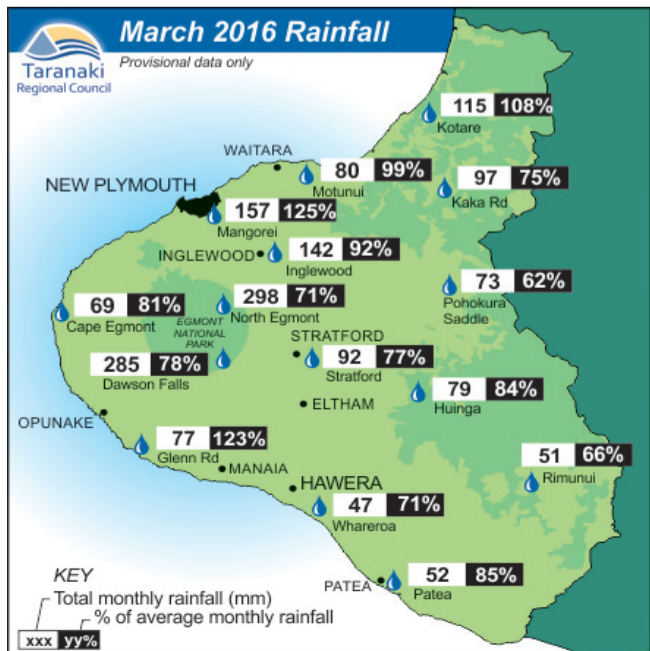 March 2016 Rainfall
Provisional data only
Taranaki
Regional Council
115 108%
Kotare
WAITARA
80 99%
Motunui
97 75%
Kaka Rd
NEW PLYMOUTH
157 125%
Mangorei
INGLEWOOD
142 92%
Inglewood
73 62%
Pohokura
Saddle
69 81%
Cape Egmont
298 71%
North Egmont
EGMONT
NATIONAL
PARK
STRATFORD
285 78%
Dawson Falls
92 77%
Stratford
79 84%
Huinga
ELTHAM
OPUNAKE
77 123%
Glenn Rd
MANAIA
51 66%
Rimunui
HAWERA
47 71%
Whareroa
PATEA
52 85%
Patea
KEY
Total monthly rainfall (mm)
% of average monthly rainfall
xxx yy%